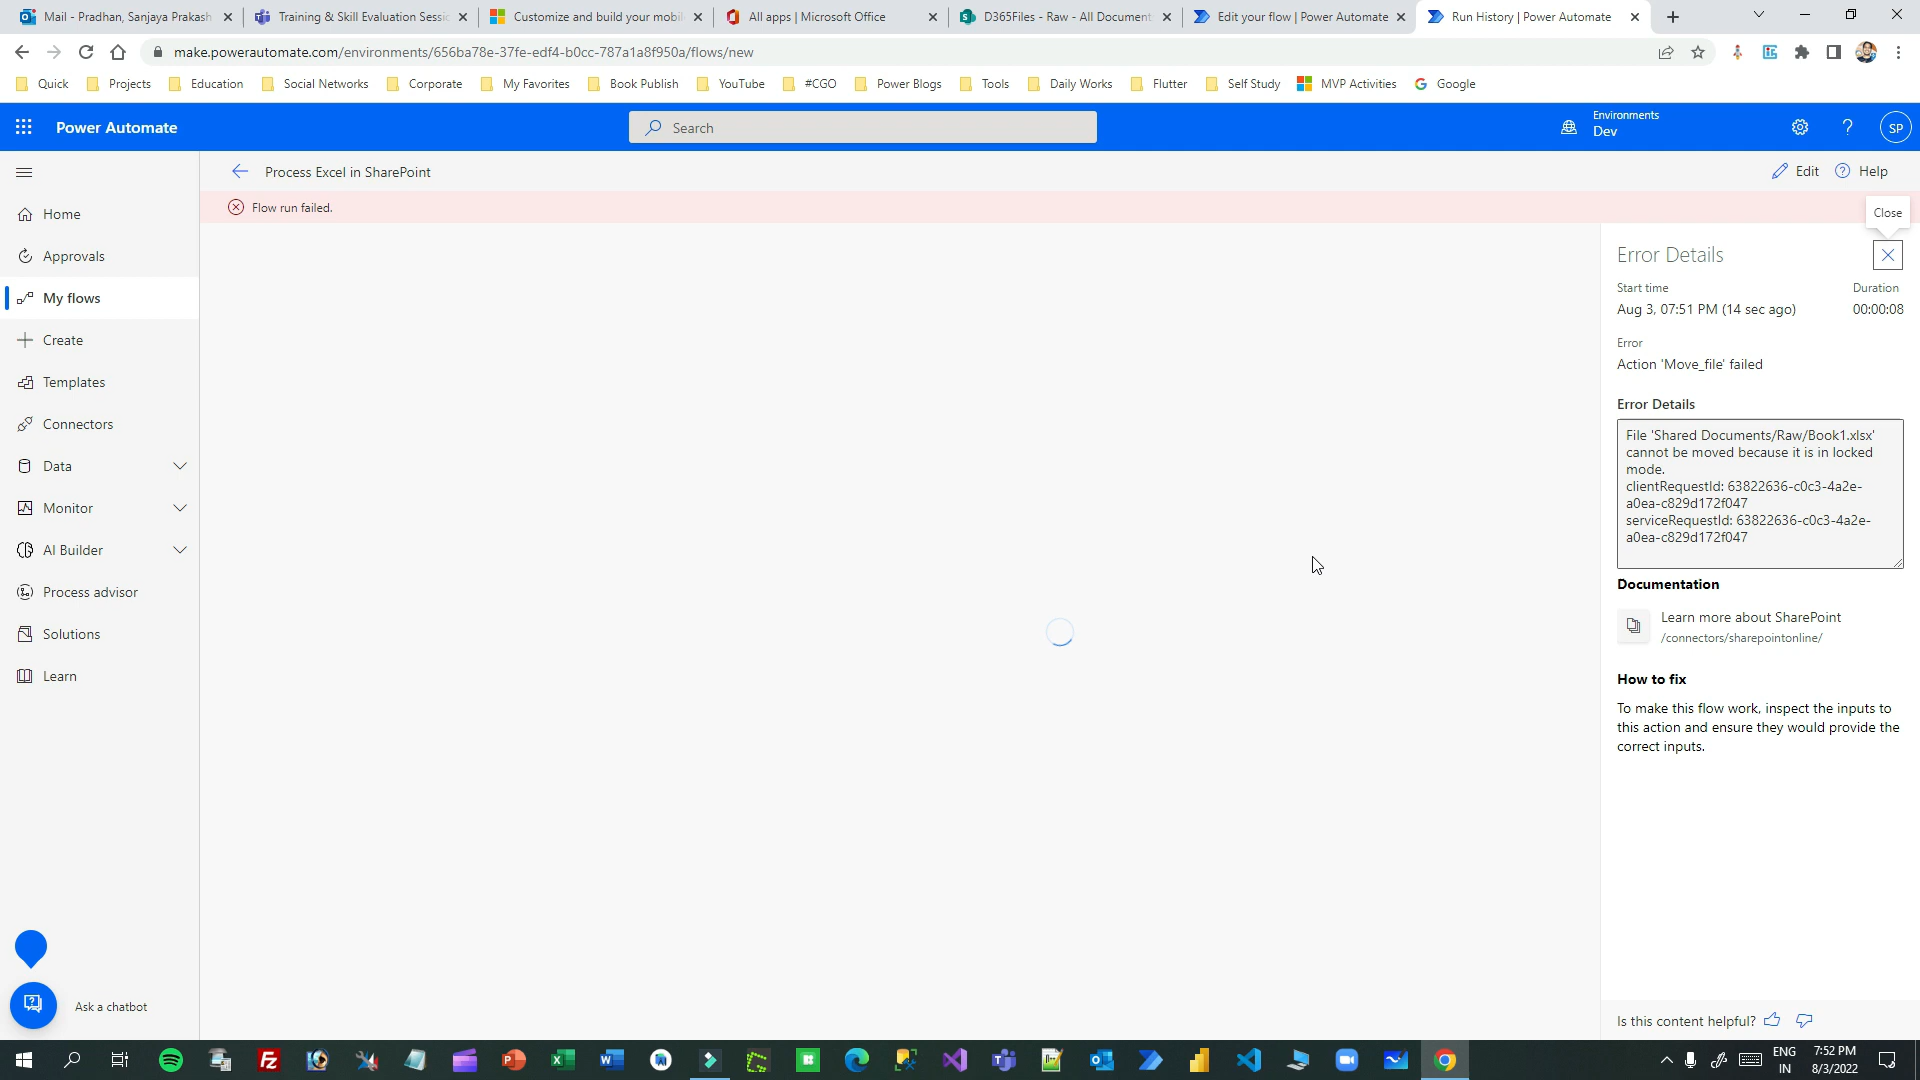 Mail - Pradhan, Sanjaya Prakash
Training & Skill Evaluation Sessio
Customize and build your mobil
All apps | Microsoft Office
D365Files - Raw - All Document
Edit your flow | Power Automate
Run History | Power Automate
make.powerautomate.com/environments/656ba78e-37fe-edf4-b0cc-787a1a8f950a/flows/new
Quick
Projects
Education
Social Networks
Corporate
My Favorites
Book Publish
YouTube
#CGO
Power Blogs
Tools
Daily Works
Flutter
Self Study
MVP Activities
Google
Power Automate
Search
Environments
Dev
SP
Process Excel in SharePoint
Edit
Help
Flow run failed.
Close
Home
Approvals
My flows
Create
Templates
Connectors
Data
Monitor
AI Builder
Process advisor
Solutions
Learn
Ask a chatbot
Error Details
Start time
Duration
Aug 3, 07:51 PM (14 sec ago)
00:00:08
Error
Action 'Move_file' failed
Error Details
File 'Shared Documents/Raw/Book1.xlsx'
cannot be moved because it is in locked
mode.
clientRequestId: 63822636-c0c3-4a2e-
a0ea-c829d172f047
serviceRequestId: 63822636-c0c3-4a2e-
a0ea-c829d172f047
Documentation
Learn more about SharePoint
/connectors/sharepointonline/
How to fix
To make this flow work, inspect the inputs to
this action and ensure they would provide the
correct inputs.
Is this content helpful?
ENG
IN
7:52 PM
8/3/2022